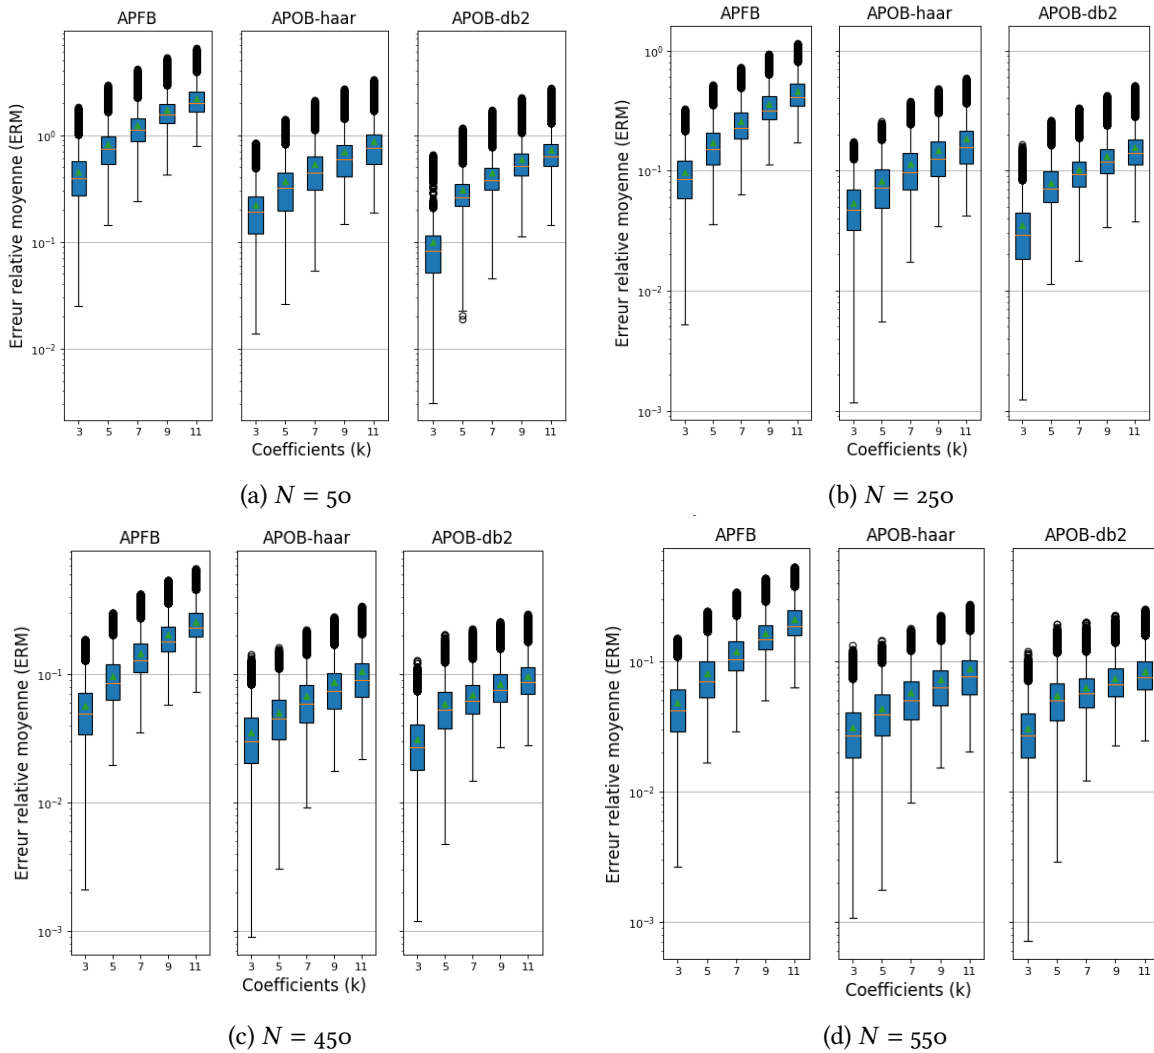 APFB APOB-haar APOB-db2
Erreur relative moyenne (ERM)
10⁰
10⁻¹
10⁻²
3 5 7 9 11 3 5 7 9 11 3 5 7 9 11
Coefficients (k)
(a) N = 50
APFB APOB-haar APOB-db2
Erreur relative moyenne (ERM)
10⁰
10⁻¹
10⁻²
10⁻³
3 5 7 9 11 3 5 7 9 11 3 5 7 9 11
Coefficients (k)
(b) N = 250
APFB APOB-haar APOB-db2
Erreur relative moyenne (ERM)
10⁻¹
10⁻²
10⁻³
3 5 7 9 11 3 5 7 9 11 3 5 7 9 11
Coefficients (k)
(c) N = 450
APFB APOB-haar APOB-db2
Erreur relative moyenne (ERM)
10⁻¹
10⁻²
10⁻³
3 5 7 9 11 3 5 7 9 11 3 5 7 9 11
Coefficients (k)
(d) N = 550